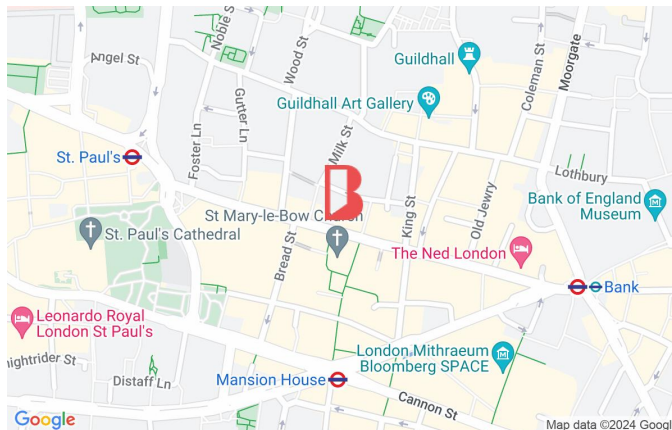 Noble S
Wood St
Angel St
Guildhall
Coleman St
Moorgate
Guildhall Art Gallery
Gutter Ln
Milk St
Foster Ln
St. Paul's
Lothbury
Bank of England
Museum
B
St Mary-le-Bow Church
King St
Old Jewry
St. Paul's Cathedral
Bread St
The Ned London
Bank
Leonardo Royal
London St Paul's
nightrider St
London Mithraeum
Bloomberg SPACE
Distaff Ln
Mansion House
Cannon St
Google
Map data ©2024 Googl